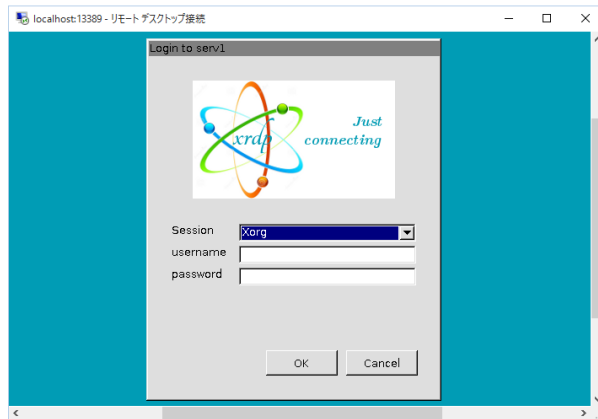 localhost:13389 - リモート デスクトップ接続
Login to serv1
xrdp
Just
connecting
Session
Xorg
username
password
OK
Cancel